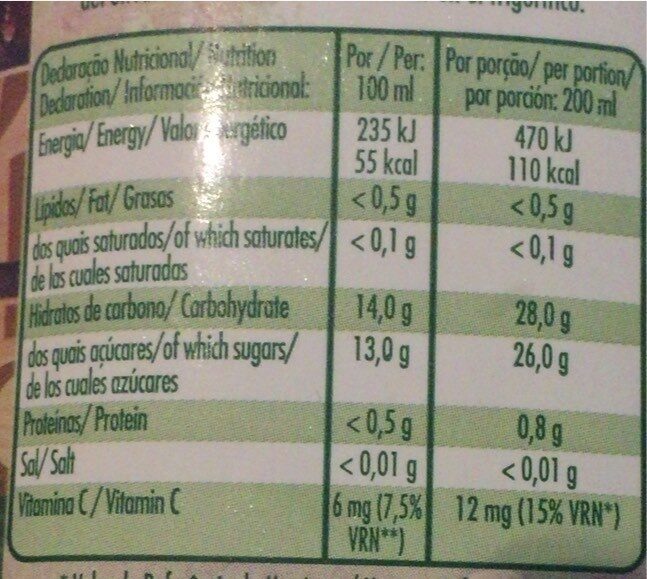 Declaração Nutricional/ Nutrition Por / Per: Por porção/ per portion/
Declaration/ Información Nutricional: 100 ml por porción: 200 ml
Energia/ Energy/ Valor energético 235 kJ 470 kJ
55 kcal 110 kcal
Lípidos/ Fat/ Grasas < 0,5 g < 0,5 g
dos quais saturados/of which saturates/ < 0,1 g < 0,1 g
de las cuales saturadas
Hidratos de carbono/ Carbohydrate 14,0 g 28,0 g
dos quais açúcares/of which sugars/ 13,0 g 26,0 g
de los cuales azúcares
Proteínas/ Protein < 0,5 g 0,8 g
Sal/ Salt < 0,01 g < 0,01 g
Vitamina C / Vitamin C 6 mg (7,5% 12 mg (15% VRN*)
VRN**)